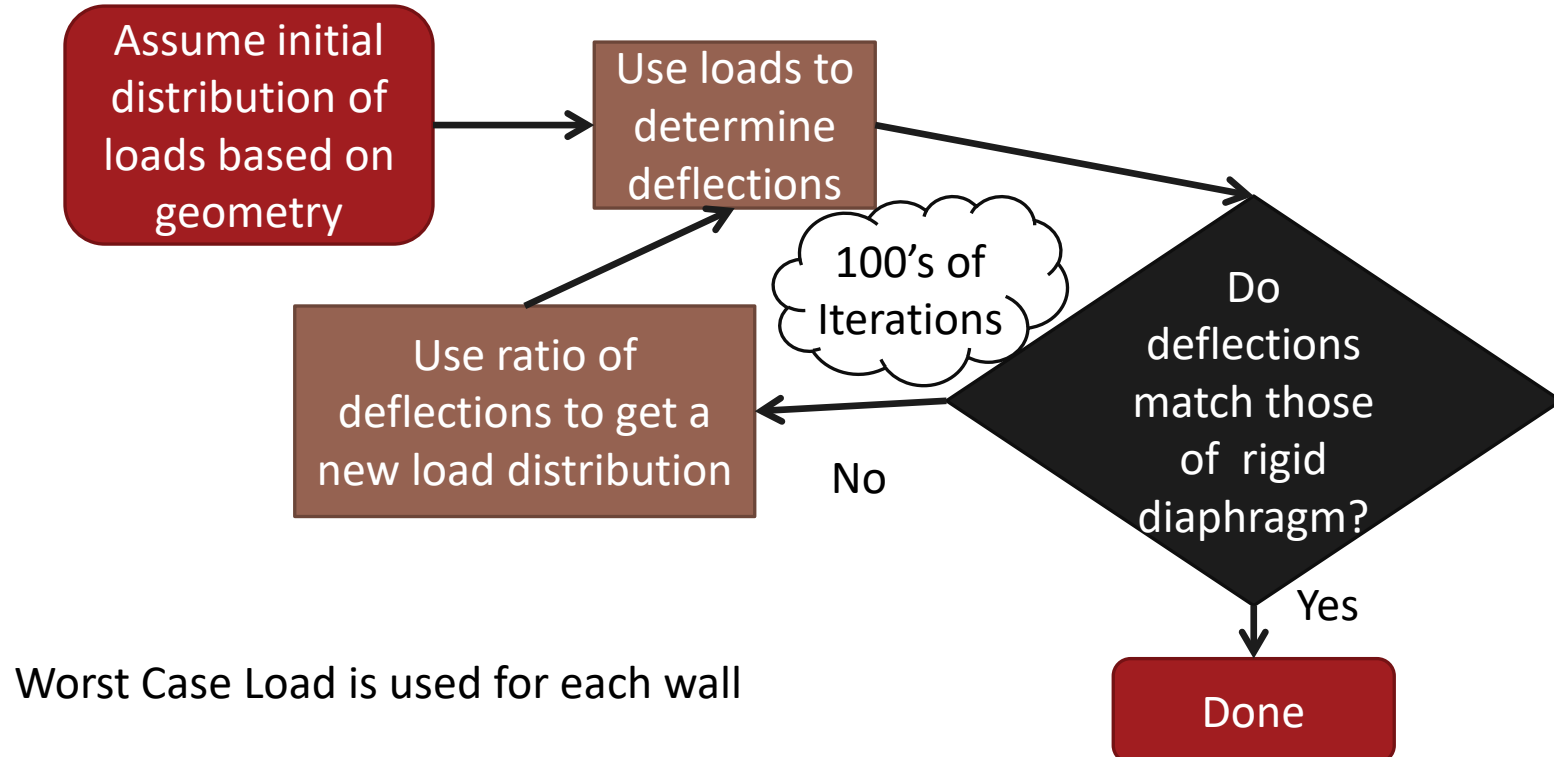 Assume initial
distribution of
loads based on
geometry
Use loads to
determine
deflections
100’s of
Iterations
Do
deflections
match those
of rigid
diaphragm?
Use ratio of
deflections to get a
new load distribution
No
Yes
Worst Case Load is used for each wall
Done